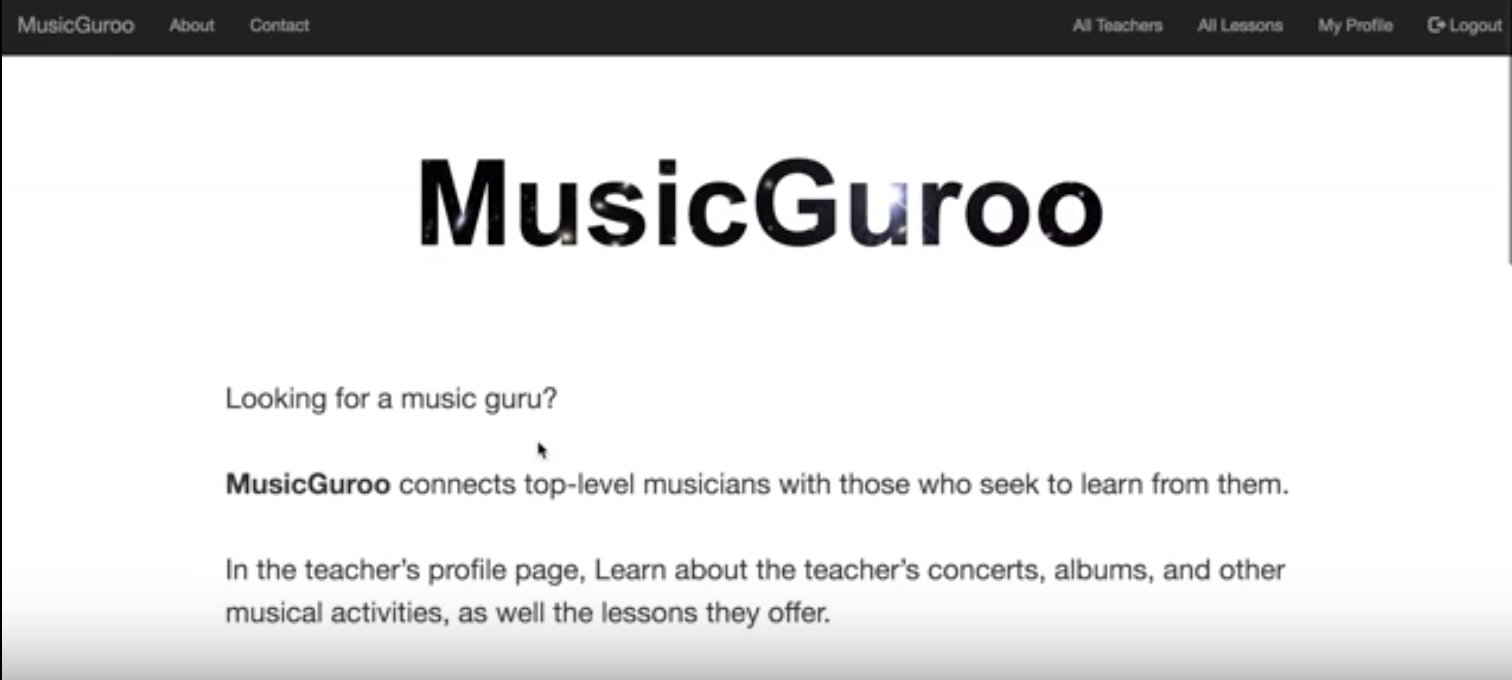 MusicGuroo About Contact All Teachers All Lessons My Profile Logout
MusicGuroo
Looking for a music guru?
MusicGuroo connects top-level musicians with those who seek to learn from them.
In the teacher's profile page, Learn about the teacher's concerts, albums, and other
musical activities, as well the lessons they offer.